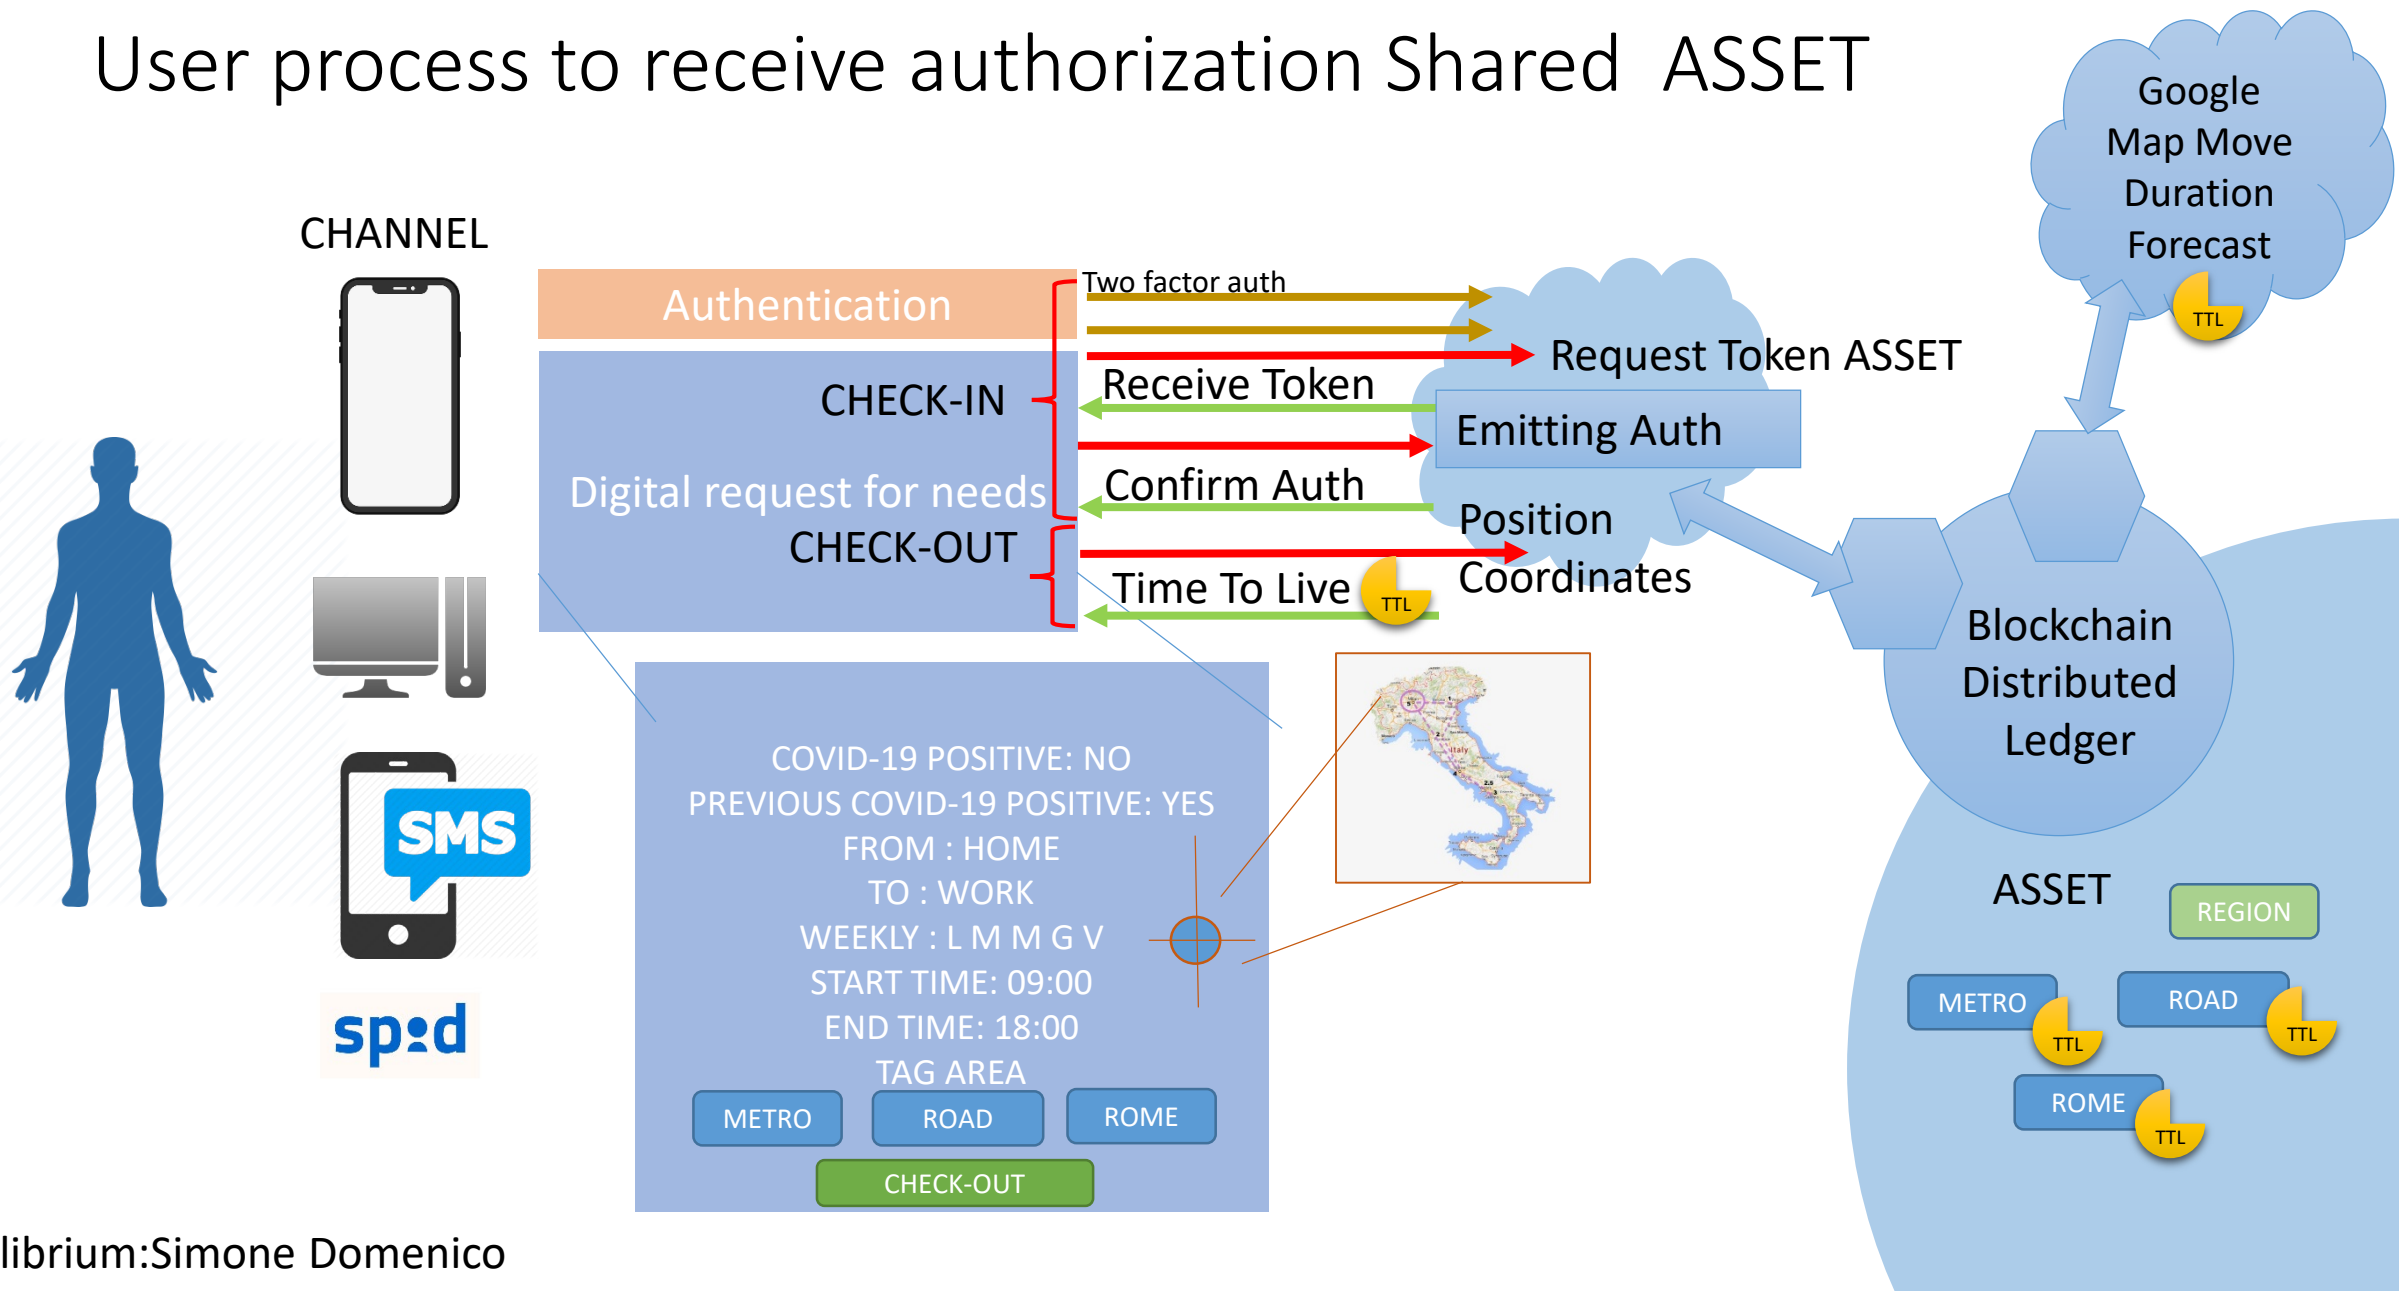 User process to receive authorization Shared ASSET
Google
Map Move
Duration
Forecast
TTL
CHANNEL
Authentication
Two factor auth
Request Token ASSET
Receive Token
CHECK-IN
Emitting Auth
Digital request for needs
Confirm Auth
CHECK-OUT
Position
Coordinates
Time To Live
TTL
Blockchain
Distributed
Ledger
SMS
spid
COVID-19 POSITIVE: NO
PREVIOUS COVID-19 POSITIVE: YES
FROM : HOME
TO : WORK
WEEKLY : L M M G V
START TIME: 09:00
END TIME: 18:00
TAG AREA
METRO
ROAD
ROME
CHECK-OUT
Italy
ASSET
REGION
METRO
TTL
ROAD
TTL
ROME
TTL
librium:Simone Domenico